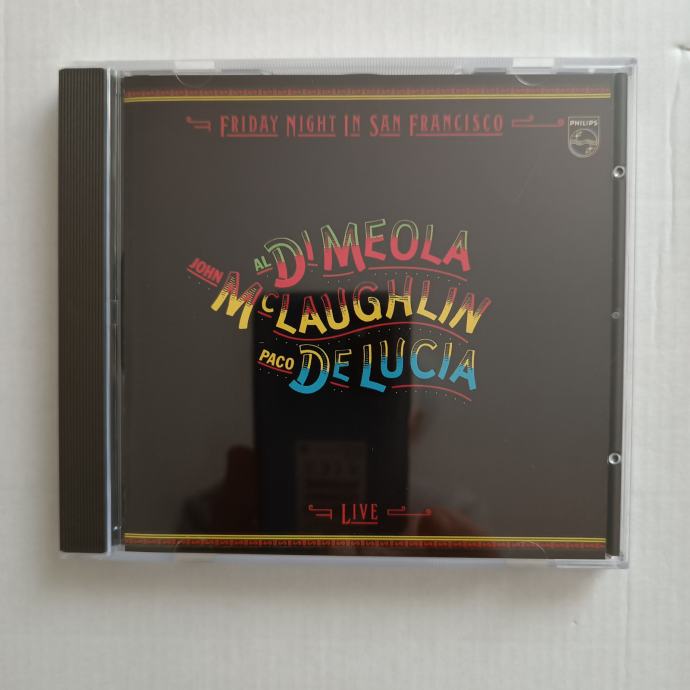 FRIDAY NIGHT IN SAN FRANCISCO
PHILIPS
AL DI MEOLA
JOHN McLAUGHLIN
PACO DE LUCIA
LIVE